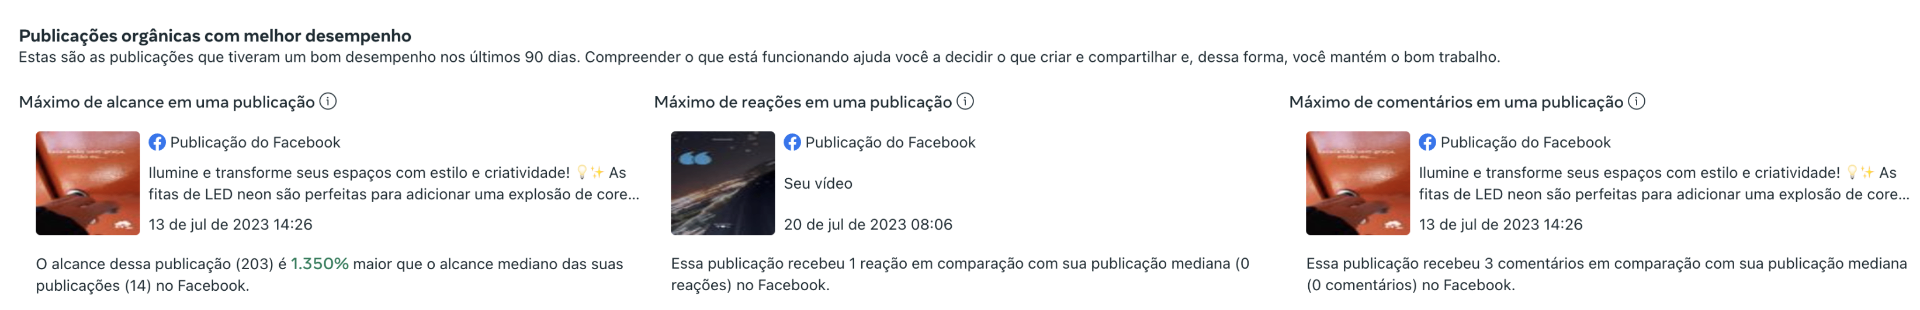 Publicações orgânicas com melhor desempenho
Estas são as publicações que tiveram um bom desempenho nos últimos 90 dias. Compreender o que está funcionando ajuda você a decidir o que criar e compartilhar e, dessa forma, você mantém o bom trabalho.
Máximo de alcance em uma publicação
Publicação do Facebook
Ilumine e transforme seus espaços com estilo e criatividade! 💡✨ As
fitas de LED neon são perfeitas para adicionar uma explosão de core...
13 de jul de 2023 14:26
O alcance dessa publicação (203) é 1.350% maior que o alcance mediano das suas
publicações (14) no Facebook.
Máximo de reações em uma publicação
Publicação do Facebook
Seu vídeo
20 de jul de 2023 08:06
Essa publicação recebeu 1 reação em comparação com sua publicação mediana (0
reações) no Facebook.
Máximo de comentários em uma publicação
Publicação do Facebook
Ilumine e transforme seus espaços com estilo e criatividade! 💡✨ As
fitas de LED neon são perfeitas para adicionar uma explosão de core...
13 de jul de 2023 14:26
Essa publicação recebeu 3 comentários em comparação com sua publicação mediana
(0 comentários) no Facebook.